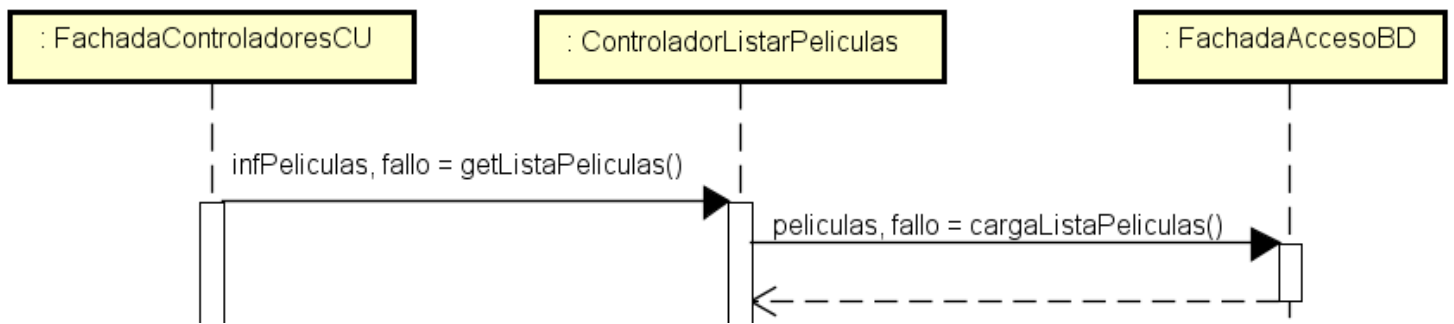 : FachadaControladoresCU
: ControladorListarPeliculas
: FachadaAccesoBD
infPeliculas, fallo = getListaPeliculas()
peliculas, fallo = cargaListaPeliculas()